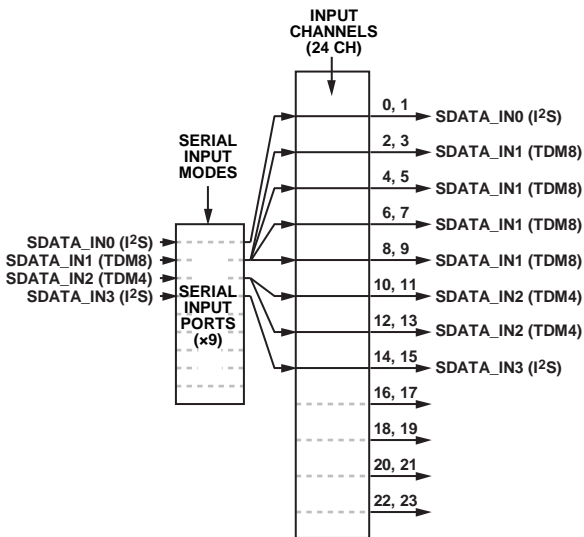 INPUT
CHANNELS
(24 CH)
SERIAL
INPUT
MODES
SDATA_IN0 (I²S)
SDATA_IN1 (TDM8)
SDATA_IN2 (TDM4)
SDATA_IN3 (I²S)
SERIAL
INPUT
PORTS
(×9)
0, 1
SDATA_IN0 (I²S)
2, 3
SDATA_IN1 (TDM8)
4, 5
SDATA_IN1 (TDM8)
6, 7
SDATA_IN1 (TDM8)
8, 9
SDATA_IN1 (TDM8)
10, 11
SDATA_IN2 (TDM4)
12, 13
SDATA_IN2 (TDM4)
14, 15
SDATA_IN3 (I²S)
16, 17
18, 19
20, 21
22, 23